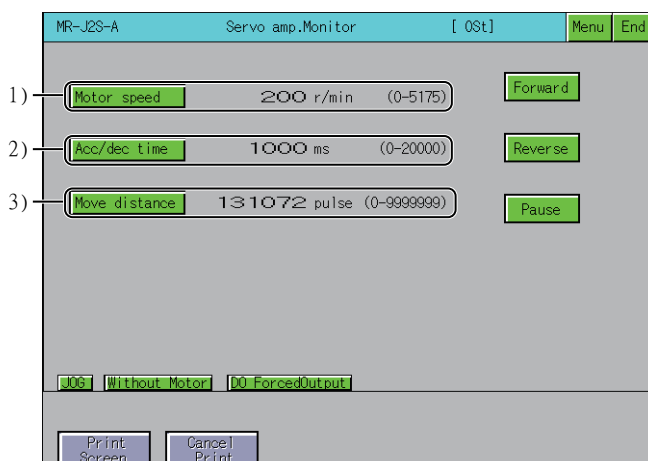 MR-J2S-A Servo amp.Monitor [ OSt] Menu End
1) Motor speed 200 r/min (0-5175) Forward
2) Acc/dec time 1000 ms (0-20000) Reverse
3) Move distance 131072 pulse (0-9999999) Pause
JOG Without Motor DO ForcedOutput
Print Cancel
Screen Print